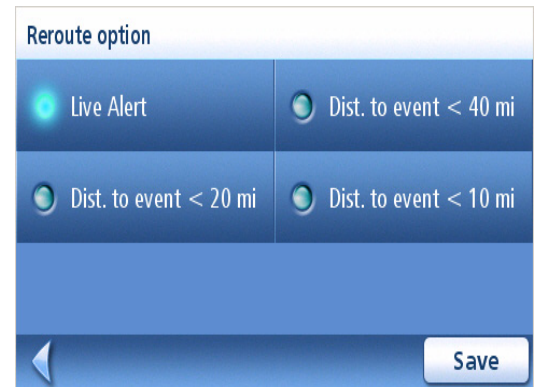 Reroute option
Live Alert
Dist. to event < 40 mi
Dist. to event < 20 mi
Dist. to event < 10 mi
Save